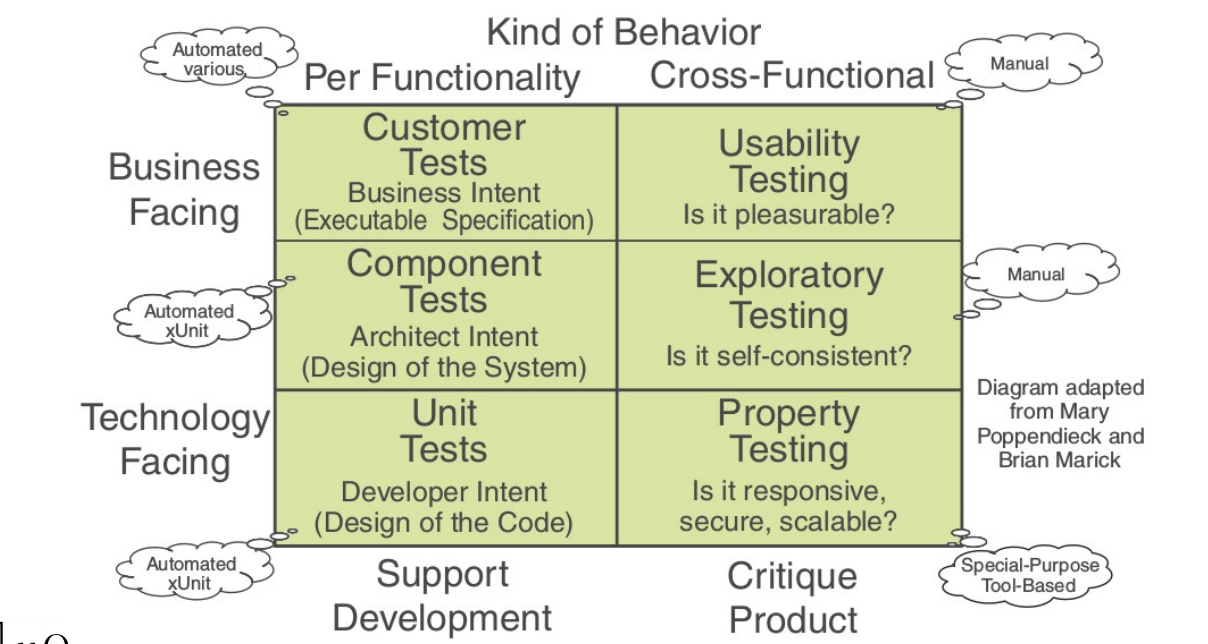 Kind of Behavior
Automated
various
Per Functionality
Cross-Functional
Manual
Business
Facing
Customer
Tests
Business Intent
(Executable Specification)
Usability
Testing
Is it pleasurable?
Automated
xUnit
Component
Tests
Architect Intent
(Design of the System)
Exploratory
Testing
Is it self-consistent?
Manual
Technology
Facing
Unit
Tests
Developer Intent
(Design of the Code)
Property
Testing
Is it responsive,
secure, scalable?
Diagram adapted
from Mary
Poppendieck and
Brian Marick
Automated
xUnit
Support
Development
Critique
Product
Special-Purpose
Tool-Based